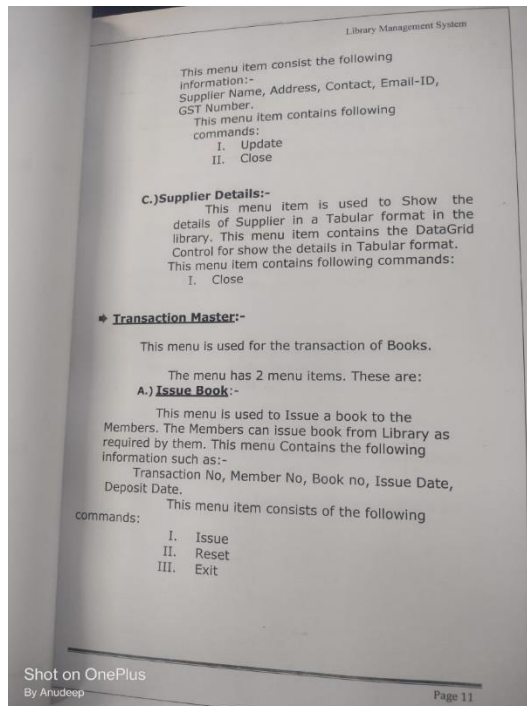 Library Management System
This menu item consist the following
information:-
Supplier Name, Address, Contact, Email-ID,
GST Number.
This menu item contains following
commands:
I. Update
II. Close
C.)Supplier Details:-
This menu item is used to Show the
details of Supplier in a Tabular format in the
library. This menu item contains the DataGrid
Control for show the details in Tabular format.
This menu item contains following commands:
I. Close
➨ Transaction Master:-
This menu is used for the transaction of Books.
The menu has 2 menu items. These are:
A.) Issue Book:-
This menu is used to Issue a book to the
Members. The Members can issue book from Library as
required by them. This menu Contains the following
information such as:-
Transaction No, Member No, Book no, Issue Date,
Deposit Date.
This menu item consists of the following
commands:
I. Issue
II. Reset
III. Exit
Shot on OnePlus
By Anudeep
Page 11